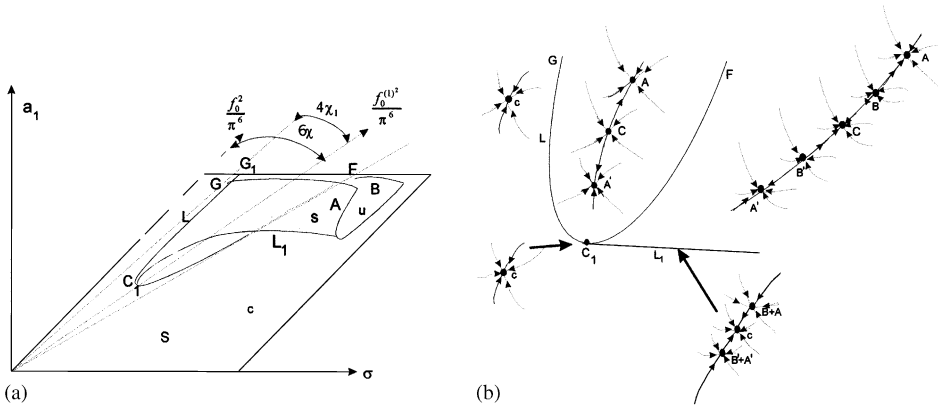 a1
f0^2
π^6
4χ1
f0^(1)2
π^6
6χ
G1
F
G
B
L
A
u
s
L1
C1
c
S
σ
(a)
G
F
A
c
C
L
A'
C1
L1
c
A
B
C
B'
A'
B+A
c
B'+A'
(b)